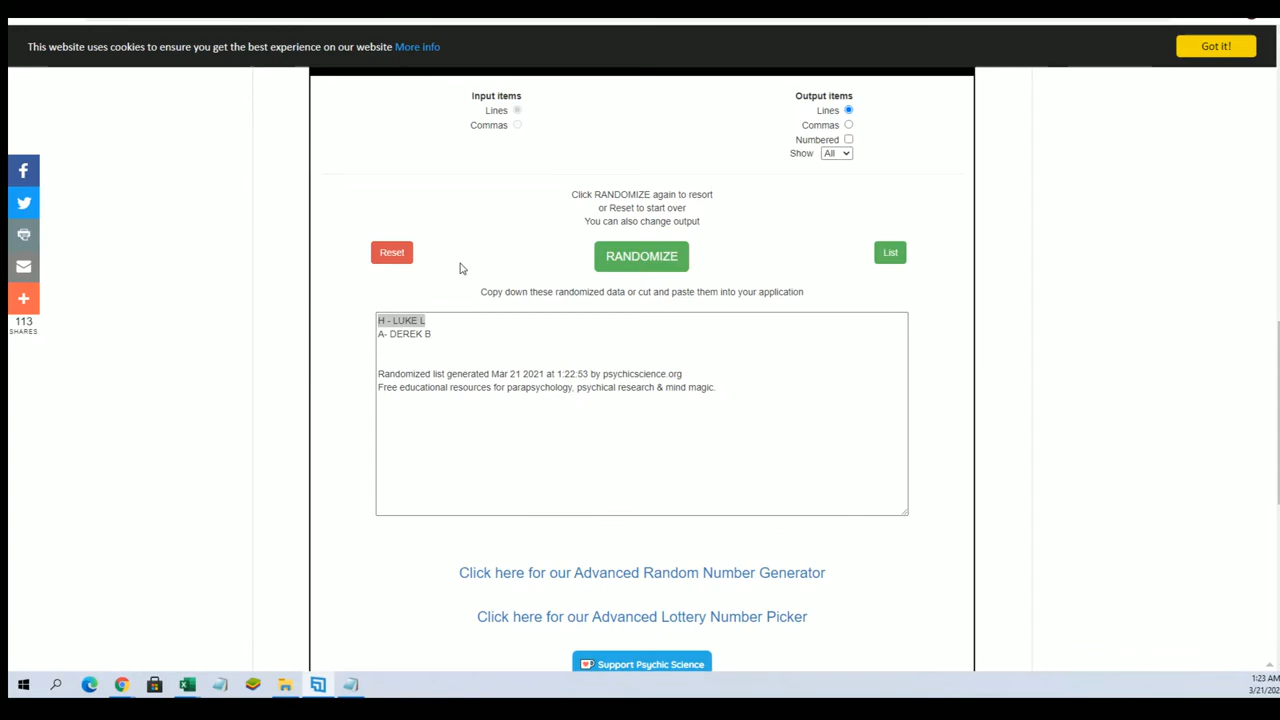 This website uses cookies to ensure you get the best experience on our website More info
Got it!
Input items
Lines
Commas
Output items
Lines
Commas
Numbered
Show All
Click RANDOMIZE again to resort
or Reset to start over
You can also change output
Reset
RANDOMIZE
List
Copy down these randomized data or cut and paste them into your application
113
SHARES
H - LUKE L
A- DEREK B
Randomized list generated Mar 21 2021 at 1:22:53 by psychicscience.org
Free educational resources for parapsychology, psychical research & mind magic.
Click here for our Advanced Random Number Generator
Click here for our Advanced Lottery Number Picker
Support Psychic Science
1:23 AM
3/21/202